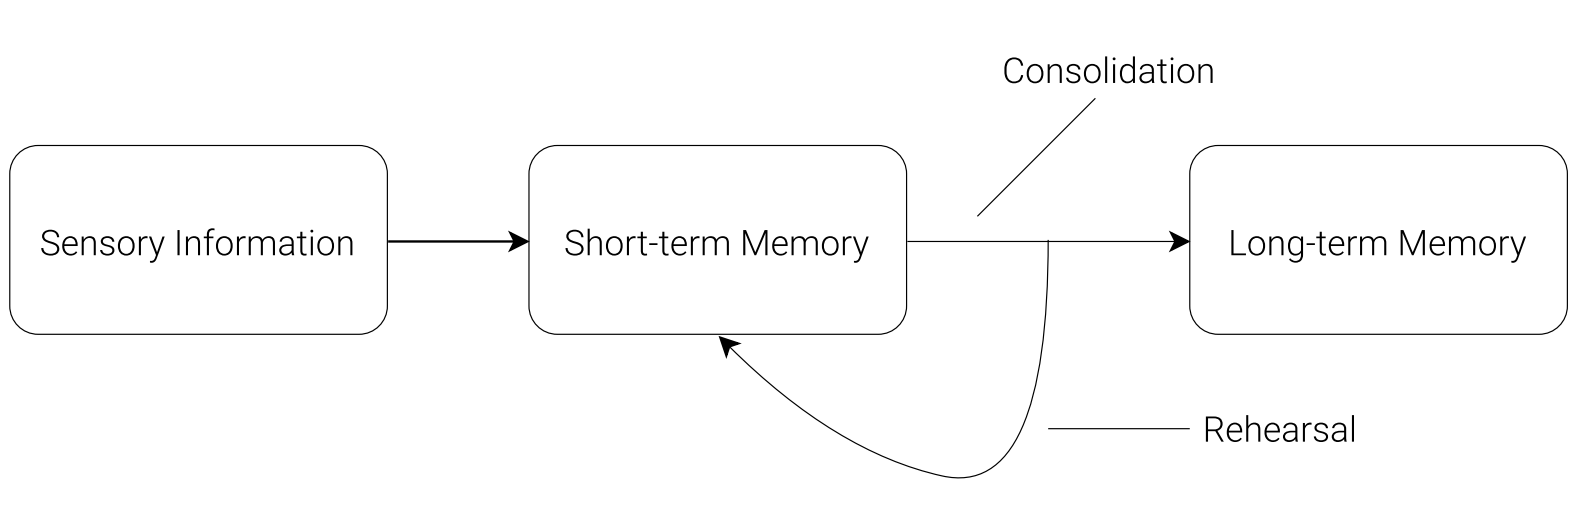 Consolidation
Sensory Information
Short-term Memory
Long-term Memory
Rehearsal